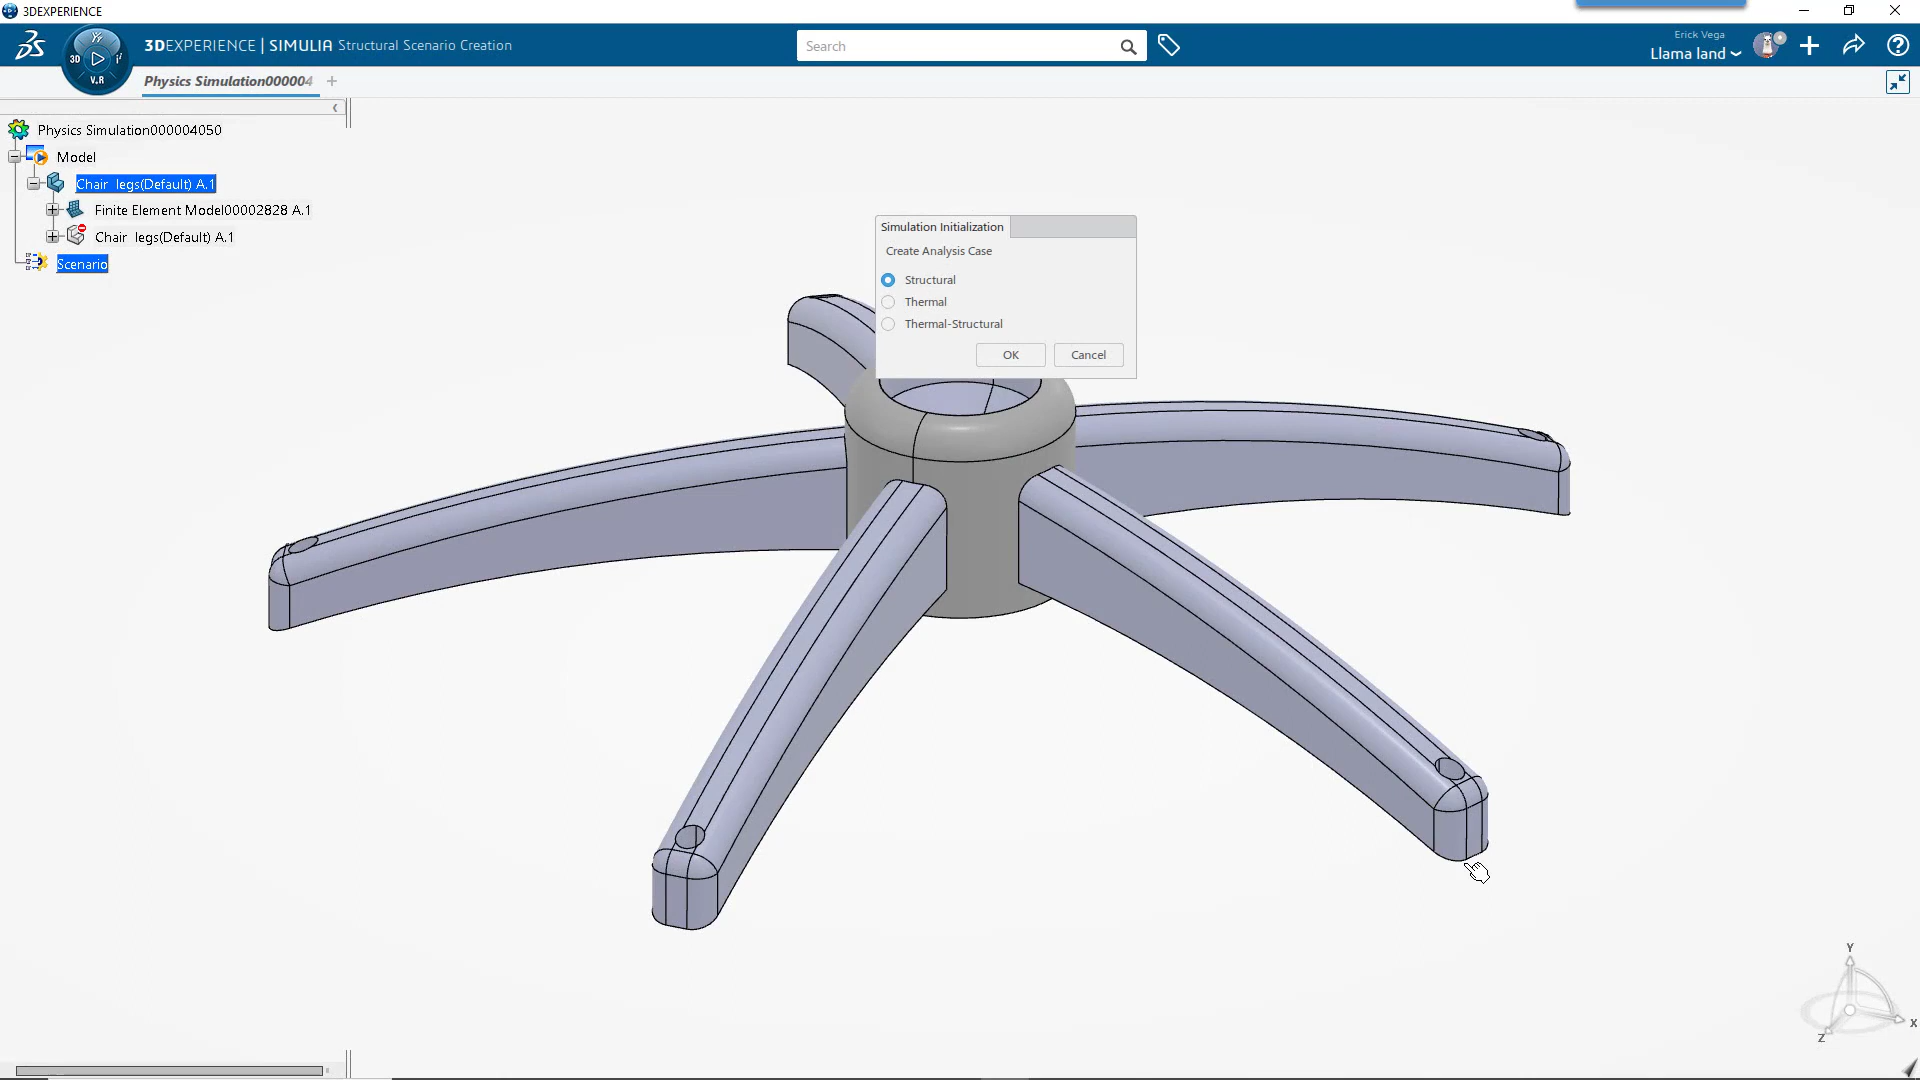 3DEXPERIENCE
3DEXPERIENCE | SIMULIA Structural Scenario Creation
Search
Erick Vega
Llama land
3D
V.R
Physics Simulation000004
Physics Simulation000004050
Model
Chair legs(Default) A.1
Finite Element Model00002828 A.1
Chair legs(Default) A.1
Scenario
Simulation Initialization
Create Analysis Case
Structural
Thermal
Thermal-Structural
OK
Cancel
Y
X
Z